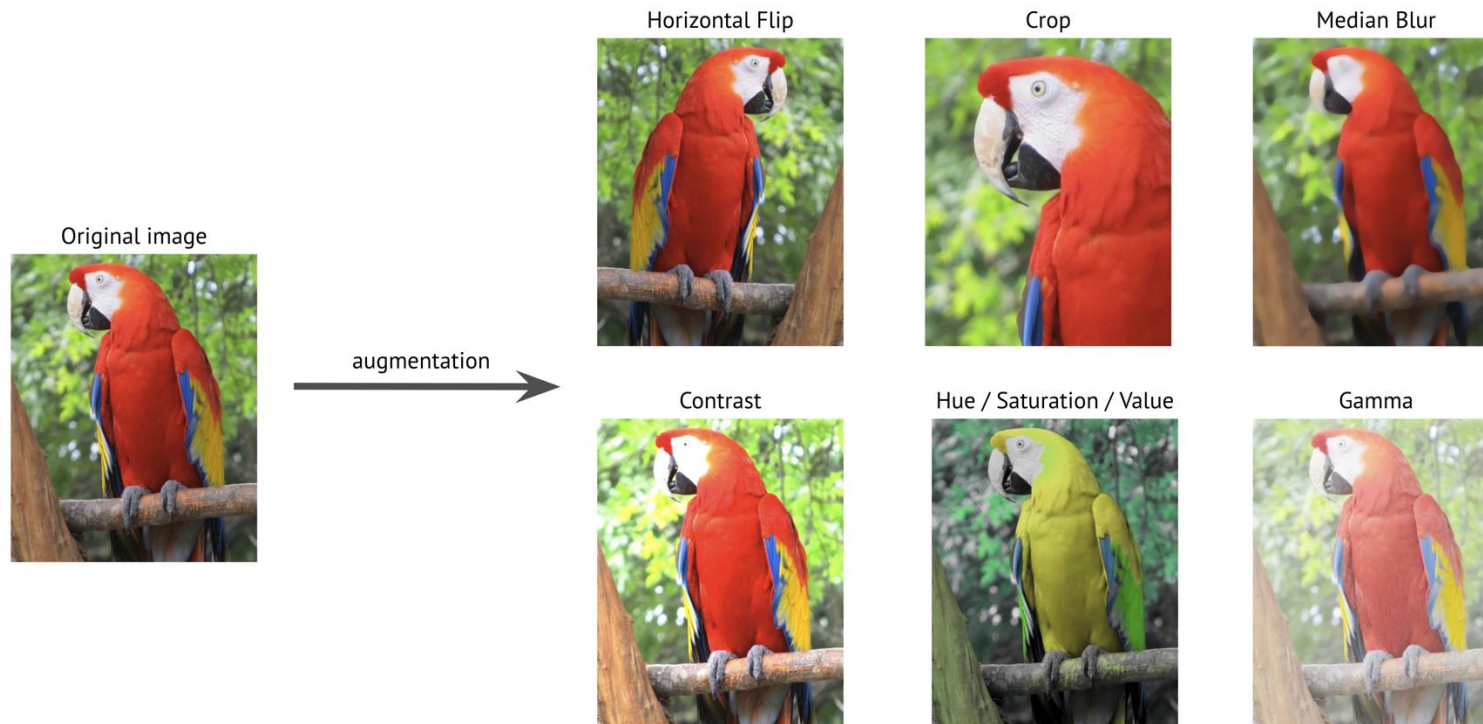 Horizontal Flip
Crop
Median Blur
Original image
augmentation
Contrast
Hue / Saturation / Value
Gamma